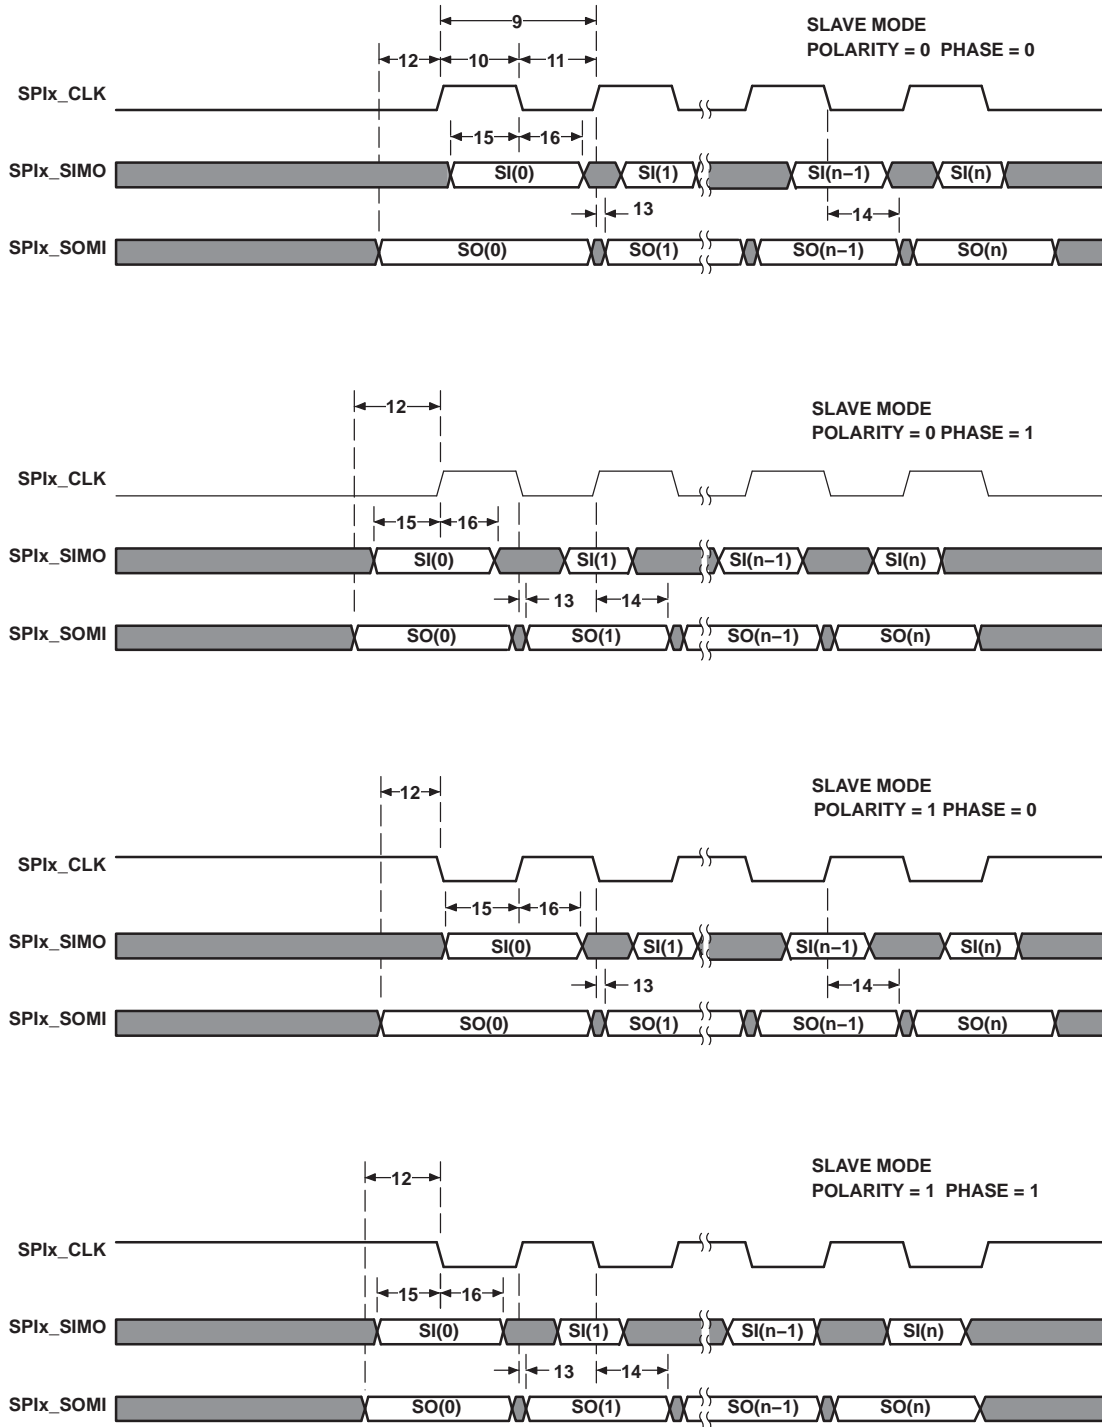 9
SLAVE MODE
POLARITY = 0 PHASE = 0
12 10 11
SPIx_CLK
15 16
SPIx_SIMO SI(0) SI(1) SI(n−1) SI(n)
13 14
SPIx_SOMI SO(0) SO(1) SO(n−1) SO(n)
12
SLAVE MODE
POLARITY = 0 PHASE = 1
SPIx_CLK
15 16
SPIx_SIMO SI(0) SI(1) SI(n−1) SI(n)
13 14
SPIx_SOMI SO(0) SO(1) SO(n−1) SO(n)
SLAVE MODE
12
POLARITY = 1 PHASE = 0
SPIx_CLK
15 16
SPIx_SIMO SI(0) SI(1) SI(n−1) SI(n)
13 14
SPIx_SOMI SO(0) SO(1) SO(n−1) SO(n)
SLAVE MODE
12
POLARITY = 1 PHASE = 1
SPIx_CLK
15 16
SPIx_SIMO SI(0) SI(1) SI(n−1) SI(n)
13 14
SPIx_SOMI SO(0) SO(1) SO(n−1) SO(n)